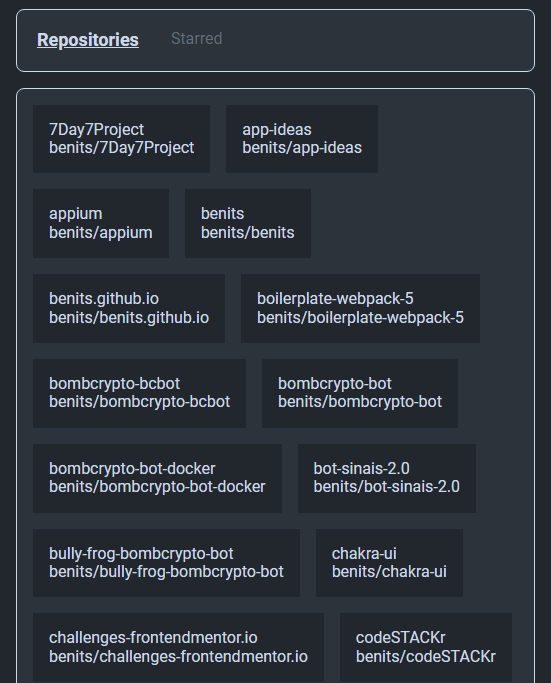 Repositories
Starred
7Day7Project
benits/7Day7Project
app-ideas
benits/app-ideas
appium
benits/appium
benits
benits/benits
benits.github.io
benits/benits.github.io
boilerplate-webpack-5
benits/boilerplate-webpack-5
bombcrypto-bcbot
benits/bombcrypto-bcbot
bombcrypto-bot
benits/bombcrypto-bot
bombcrypto-bot-docker
benits/bombcrypto-bot-docker
bot-sinais-2.0
benits/bot-sinais-2.0
bully-frog-bombcrypto-bot
benits/bully-frog-bombcrypto-bot
chakra-ui
benits/chakra-ui
challenges-frontendmentor.io
benits/challenges-frontendmentor.io
codeSTACKr
benits/codeSTACKr